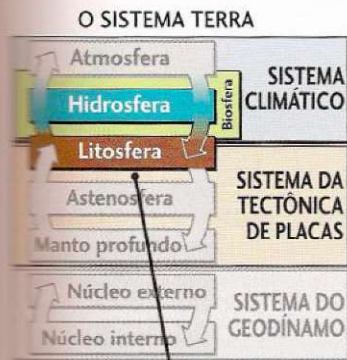 O SISTEMA TERRA
Atmosfera
Hidrosfera
Biosfera
SISTEMA
CLIMÁTICO
Litosfera
Astenosfera
Manto profundo
SISTEMA DA
TECTÔNICA
DE PLACAS
Núcleo externo
Núcleo interno
SISTEMA DO
GEODÍNAMO